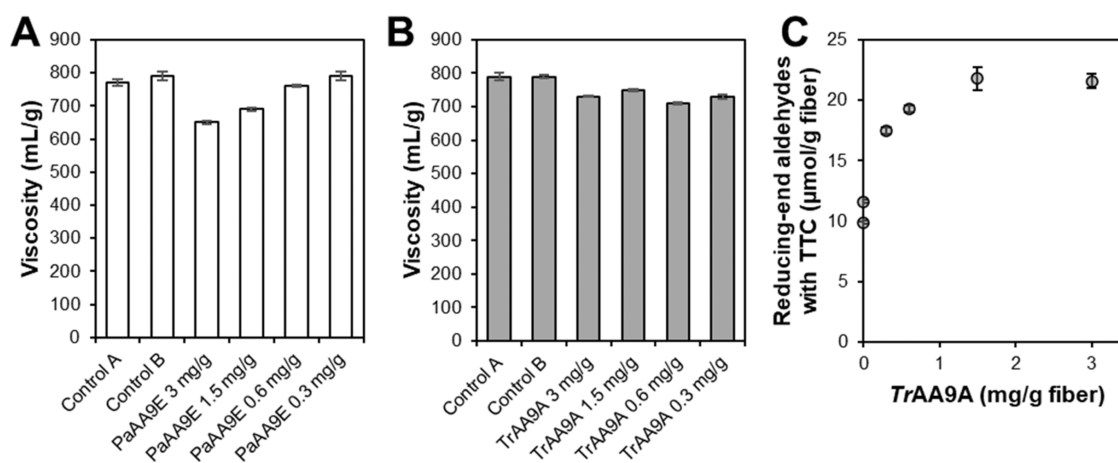 A
Viscosity (mL/g)
900
800
700
600
500
400
300
200
100
0
Control A
Control B
PaAA9E 3 mg/g
PaAA9E 1.5 mg/g
PaAA9E 0.6 mg/g
PaAA9E 0.3 mg/g
B
Viscosity (mL/g)
900
800
700
600
500
400
300
200
100
0
Control A
Control B
TrAA9A 3 mg/g
TrAA9A 1.5 mg/g
TrAA9A 0.6 mg/g
TrAA9A 0.3 mg/g
C
Reducing-end aldehydes
with TTC (µmol/g fiber)
25
20
15
10
5
0
0
1
2
3
TrAA9A (mg/g fiber)